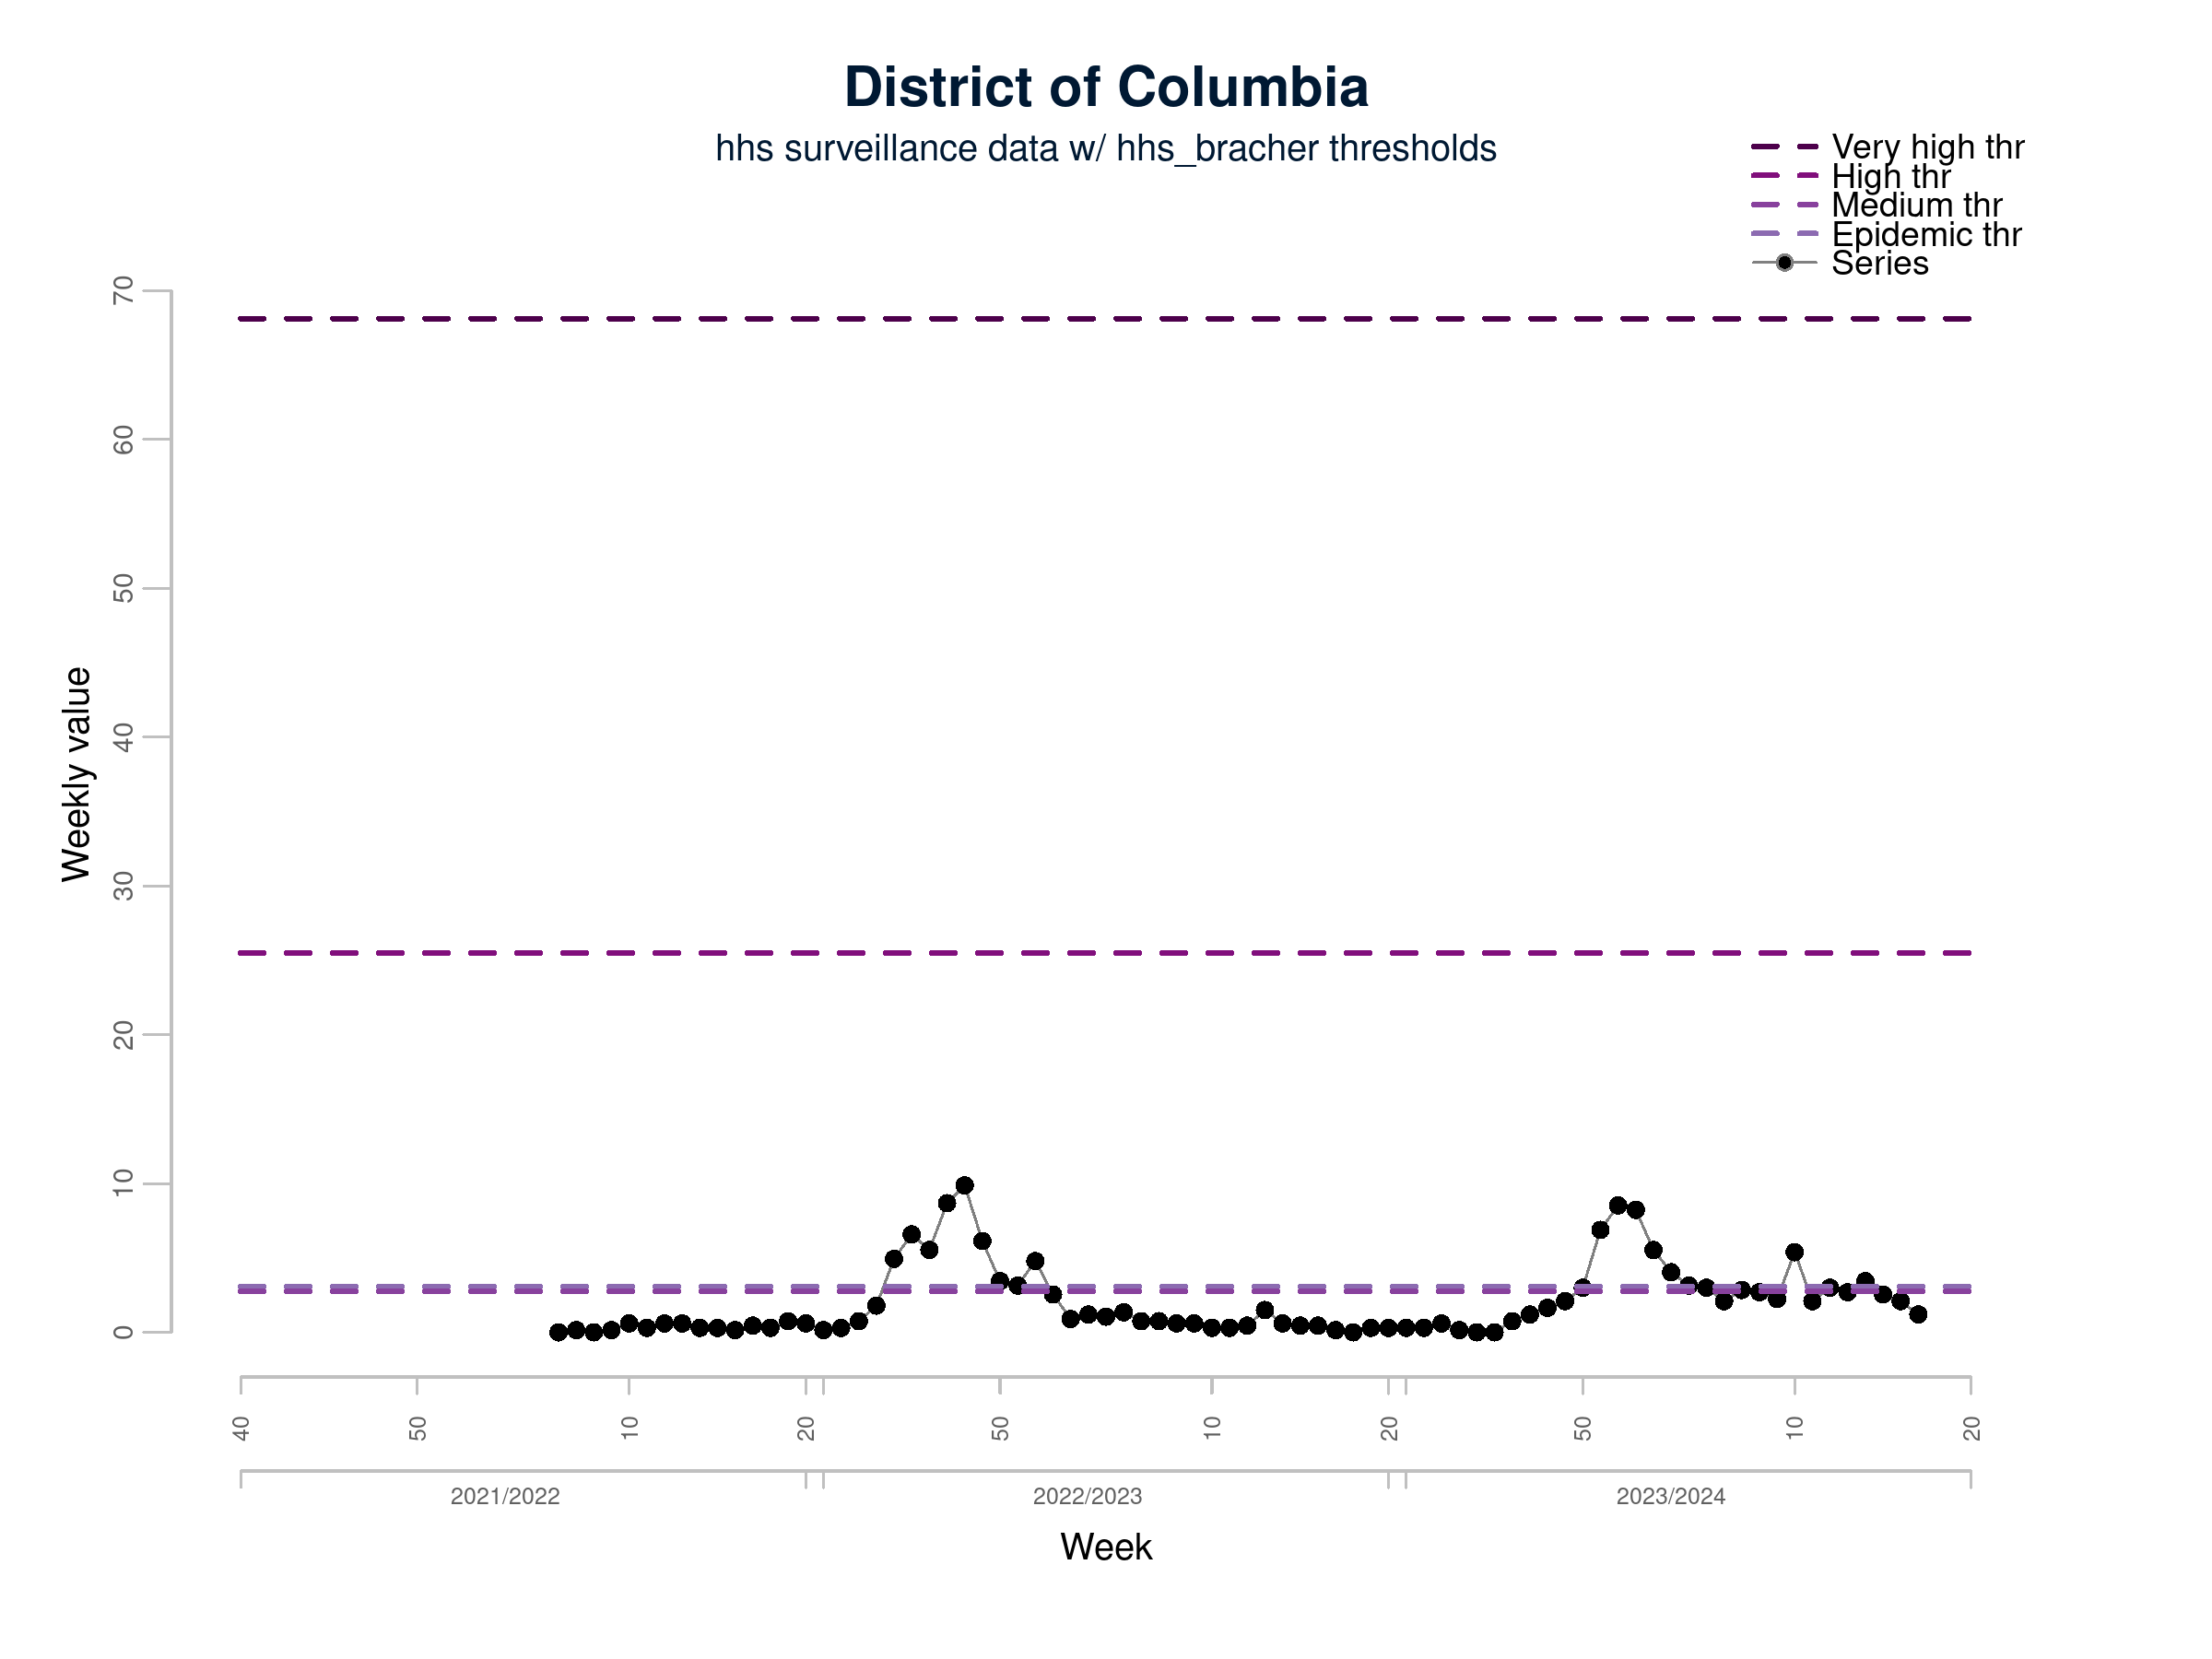 District of Columbia
hhs surveillance data w/ hhs_bracher thresholds
Very high thr
High thr
Medium thr
Epidemic thr
Series
70
60
50
40
30
20
10
0
Weekly value
40 50 10 20 50 10 20 50 10 20
2021/2022 2022/2023 2023/2024
Week